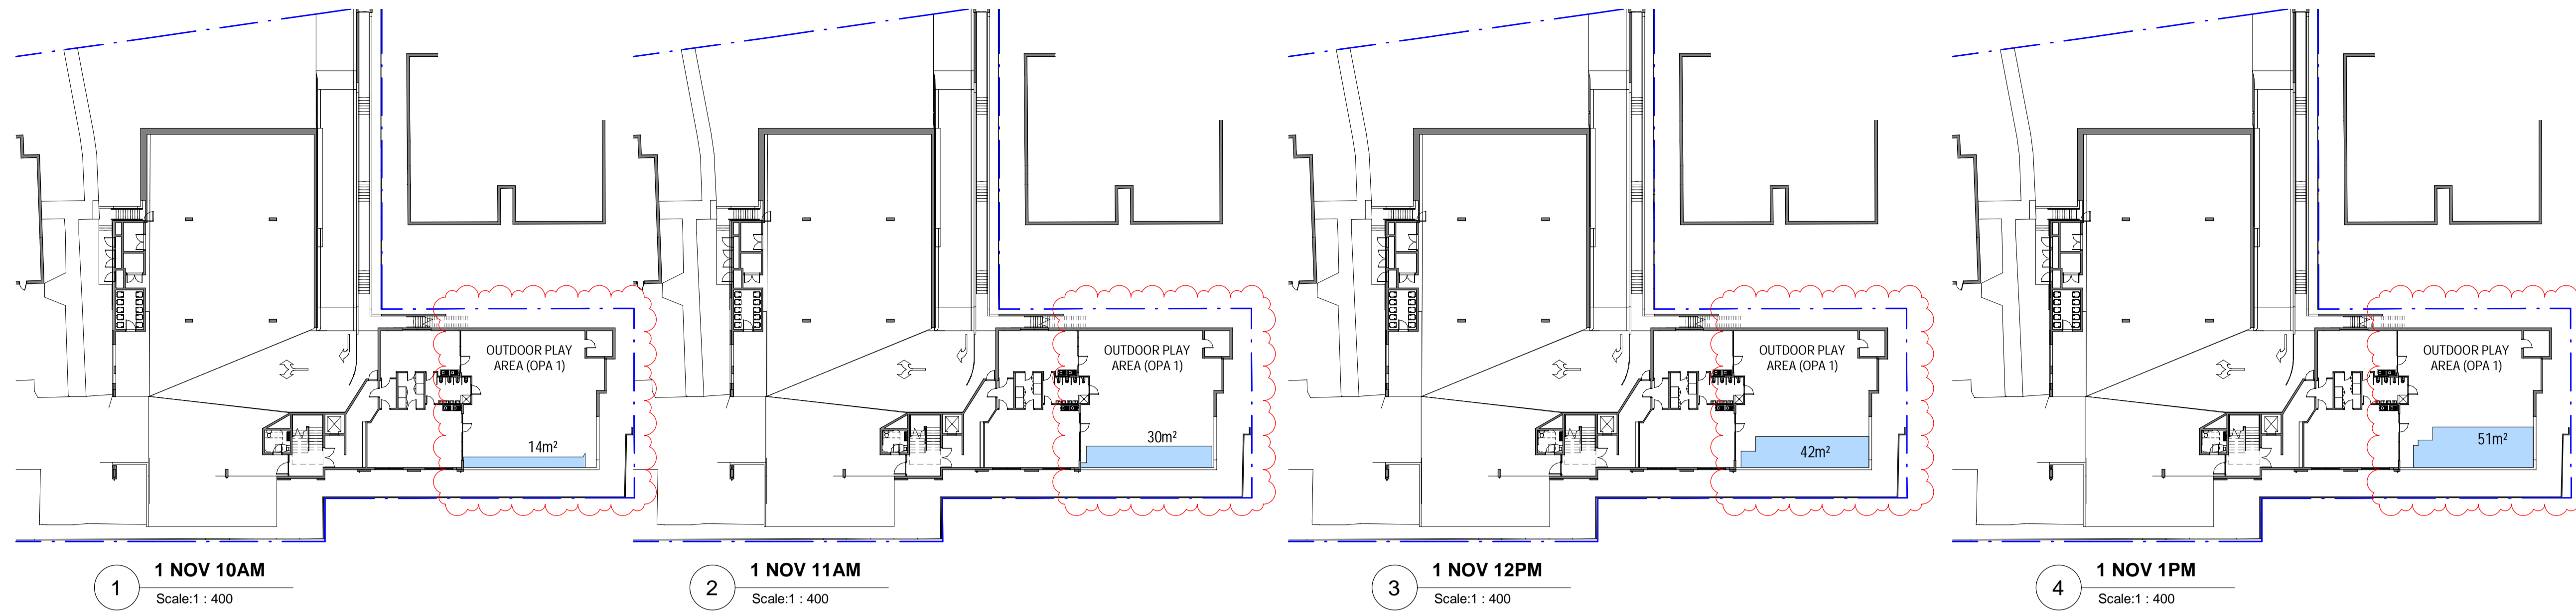 OUTDOOR PLAY
AREA (OPA 1)
14m²
1
1 NOV 10AM
Scale:1 : 400
OUTDOOR PLAY
AREA (OPA 1)
30m²
2
1 NOV 11AM
Scale:1 : 400
OUTDOOR PLAY
AREA (OPA 1)
42m²
3
1 NOV 12PM
Scale:1 : 400
OUTDOOR PLAY
AREA (OPA 1)
51m²
4
1 NOV 1PM
Scale:1 : 400